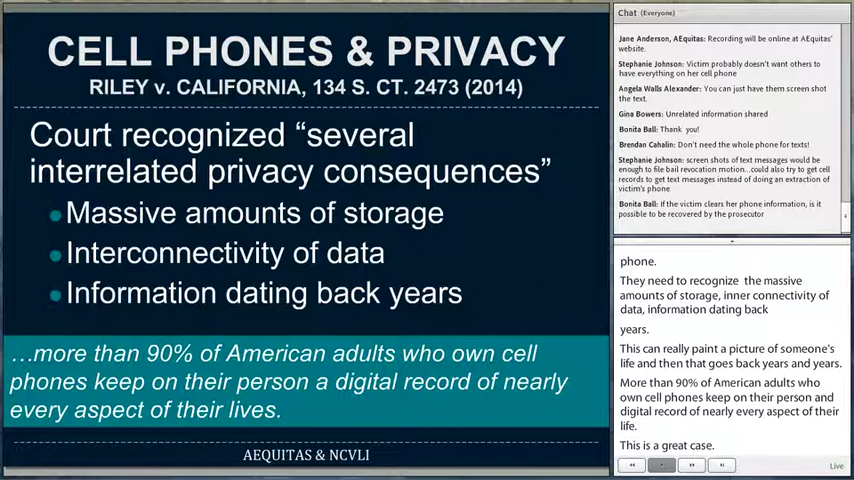 CELL PHONES & PRIVACY
RILEY v. CALIFORNIA, 134 S. CT. 2473 (2014)
Court recognized “several
interrelated privacy consequences”
Massive amounts of storage
Interconnectivity of data
Information dating back years
…more than 90% of American adults who own cell
phones keep on their person a digital record of nearly
every aspect of their lives.
AEQUITAS & NCVLI
Chat (Everyone)
Jane Anderson, AEquitas: Recording will be online at AEquitas'
website.
Stephanie Johnson: Victim probably doesn't want others to
have everything on her cell phone
Angela Walls Alexander: You can just have them screen shot
the text.
Gina Bowers: Unrelated information shared
Bonita Ball: Thank you!
Brendan Cahalin: Don't need the whole phone for texts!
Stephanie Johnson: screen shots of text messages would be
enough to file bail revocation motion...could also try to get cell
records to get text messages instead of doing an extraction of
victim's phone
Bonita Ball: If the victim clears her phone information, is it
possible to be recovered by the prosecutor
phone.
They need to recognize the massive
amounts of storage, inner connectivity of
data, information dating back
years.
This can really paint a picture of someone's
life and then that goes back years and years.
More than 90% of American adults who
own cell phones keep on their person and
digital record of nearly every aspect of their
life.
This is a great case.
Live